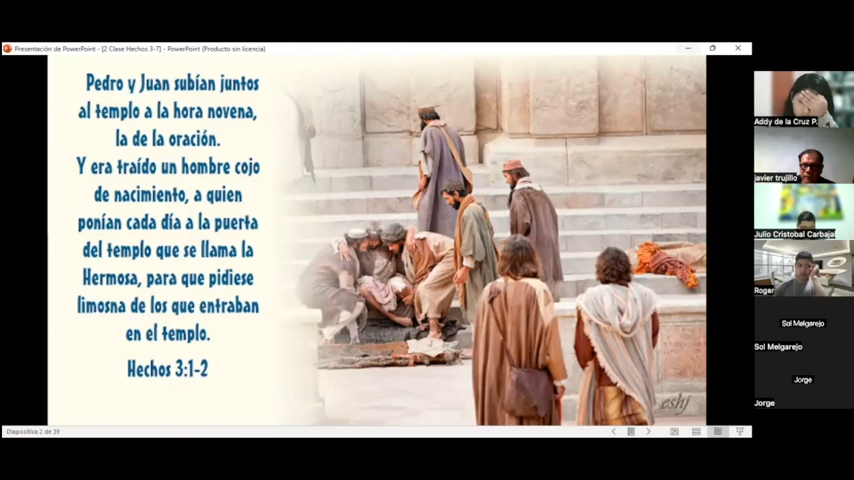 Presentación de PowerPoint - [2 Clase Hechos 3-7] - PowerPoint (Producto sin licencia)
Pedro y Juan subían juntos
al templo a la hora novena,
la de la oración.
Y era traído un hombre cojo
de nacimiento, a quien
ponían cada día a la puerta
del templo que se llama la
Hermosa, para que pidiese
limosna de los que entraban
en el templo.
Hechos 3:1-2
eshj
Diapositiva 2 de 39
Addy de la Cruz P.
javier trujillo
Julio Cristobal Carbajal
Roger
Sol Melgarejo
Sol Melgarejo
Jorge
Jorge